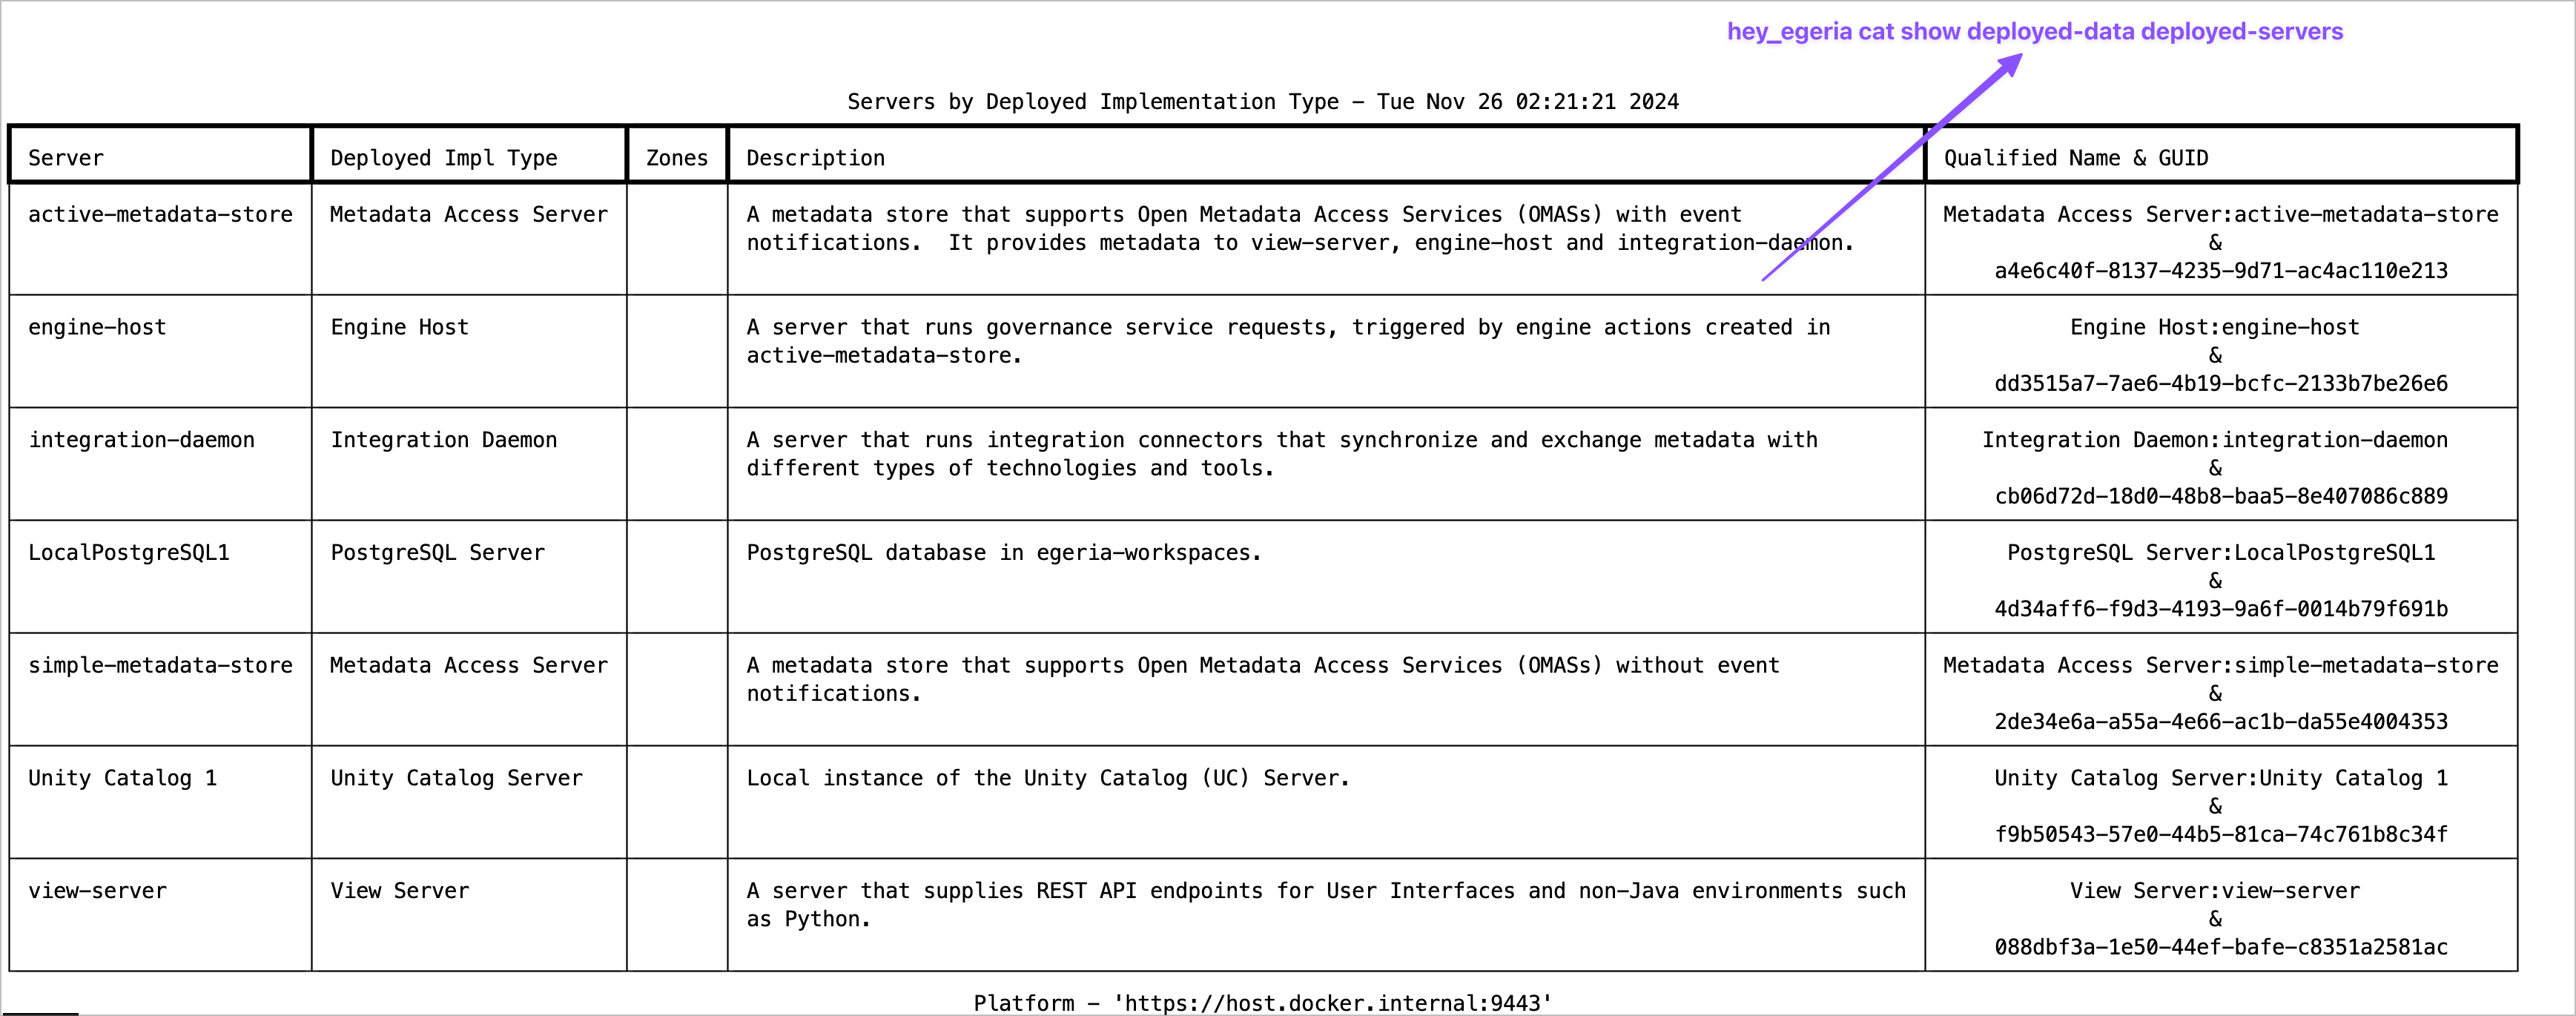 hey_egeria cat show deployed-data deployed-servers
Servers by Deployed Implementation Type - Tue Nov 26 02:21:21 2024
Server Deployed Impl Type Zones Description Qualified Name & GUID
active-metadata-store Metadata Access Server A metadata store that supports Open Metadata Access Services (OMASs) with event Metadata Access Server:active-metadata-store
notifications.  It provides metadata to view-server, engine-host and integration-daemon. &
a4e6c40f-8137-4235-9d71-ac4ac110e213
engine-host Engine Host A server that runs governance service requests, triggered by engine actions created in Engine Host:engine-host
active-metadata-store. &
dd3515a7-7ae6-4b19-bcfc-2133b7be26e6
integration-daemon Integration Daemon A server that runs integration connectors that synchronize and exchange metadata with Integration Daemon:integration-daemon
different types of technologies and tools. &
cb06d72d-18d0-48b8-baa5-8e407086c889
LocalPostgreSQL1 PostgreSQL Server PostgreSQL database in egeria-workspaces. PostgreSQL Server:LocalPostgreSQL1
&
4d34aff6-f9d3-4193-9a6f-0014b79f691b
simple-metadata-store Metadata Access Server A metadata store that supports Open Metadata Access Services (OMASs) without event Metadata Access Server:simple-metadata-store
notifications. &
2de34e6a-a55a-4e66-ac1b-da55e4004353
Unity Catalog 1 Unity Catalog Server Local instance of the Unity Catalog (UC) Server. Unity Catalog Server:Unity Catalog 1
&
f9b50543-57e0-44b5-81ca-74c761b8c34f
view-server View Server A server that supplies REST API endpoints for User Interfaces and non-Java environments such View Server:view-server
as Python. &
088dbf3a-1e50-44ef-bafe-c8351a2581ac
Platform - 'https://host.docker.internal:9443'